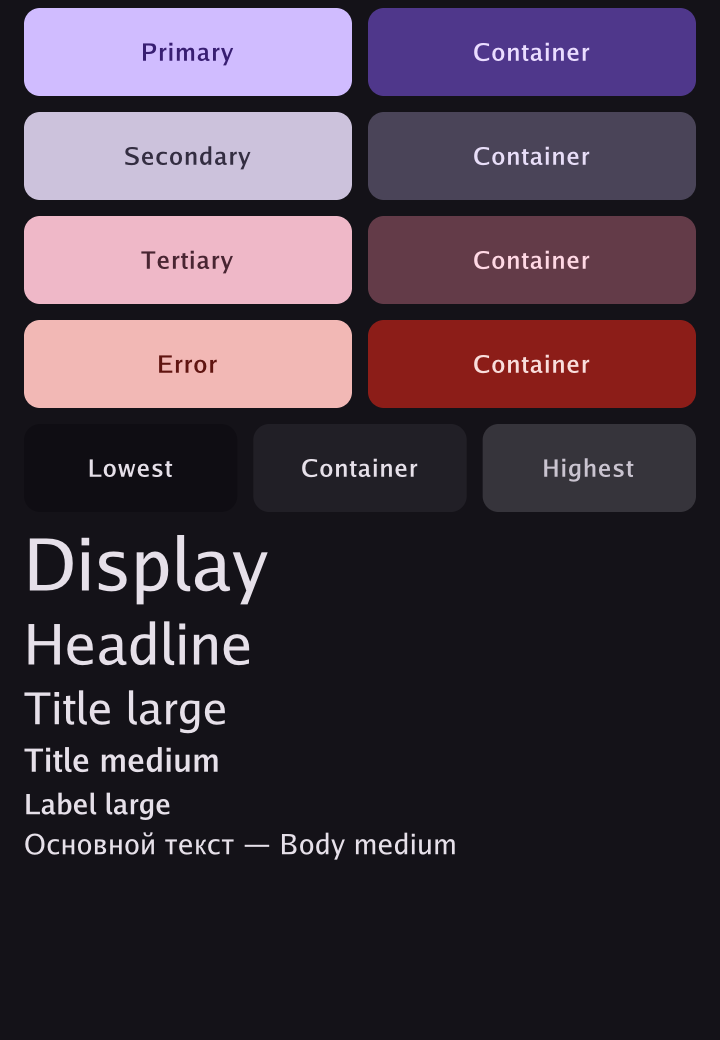 Primary Container
Secondary Container
Tertiary Container
Error Container
Lowest Container Highest
Display
Headline
Title large
Title medium
Label large
Основной текст — Body medium